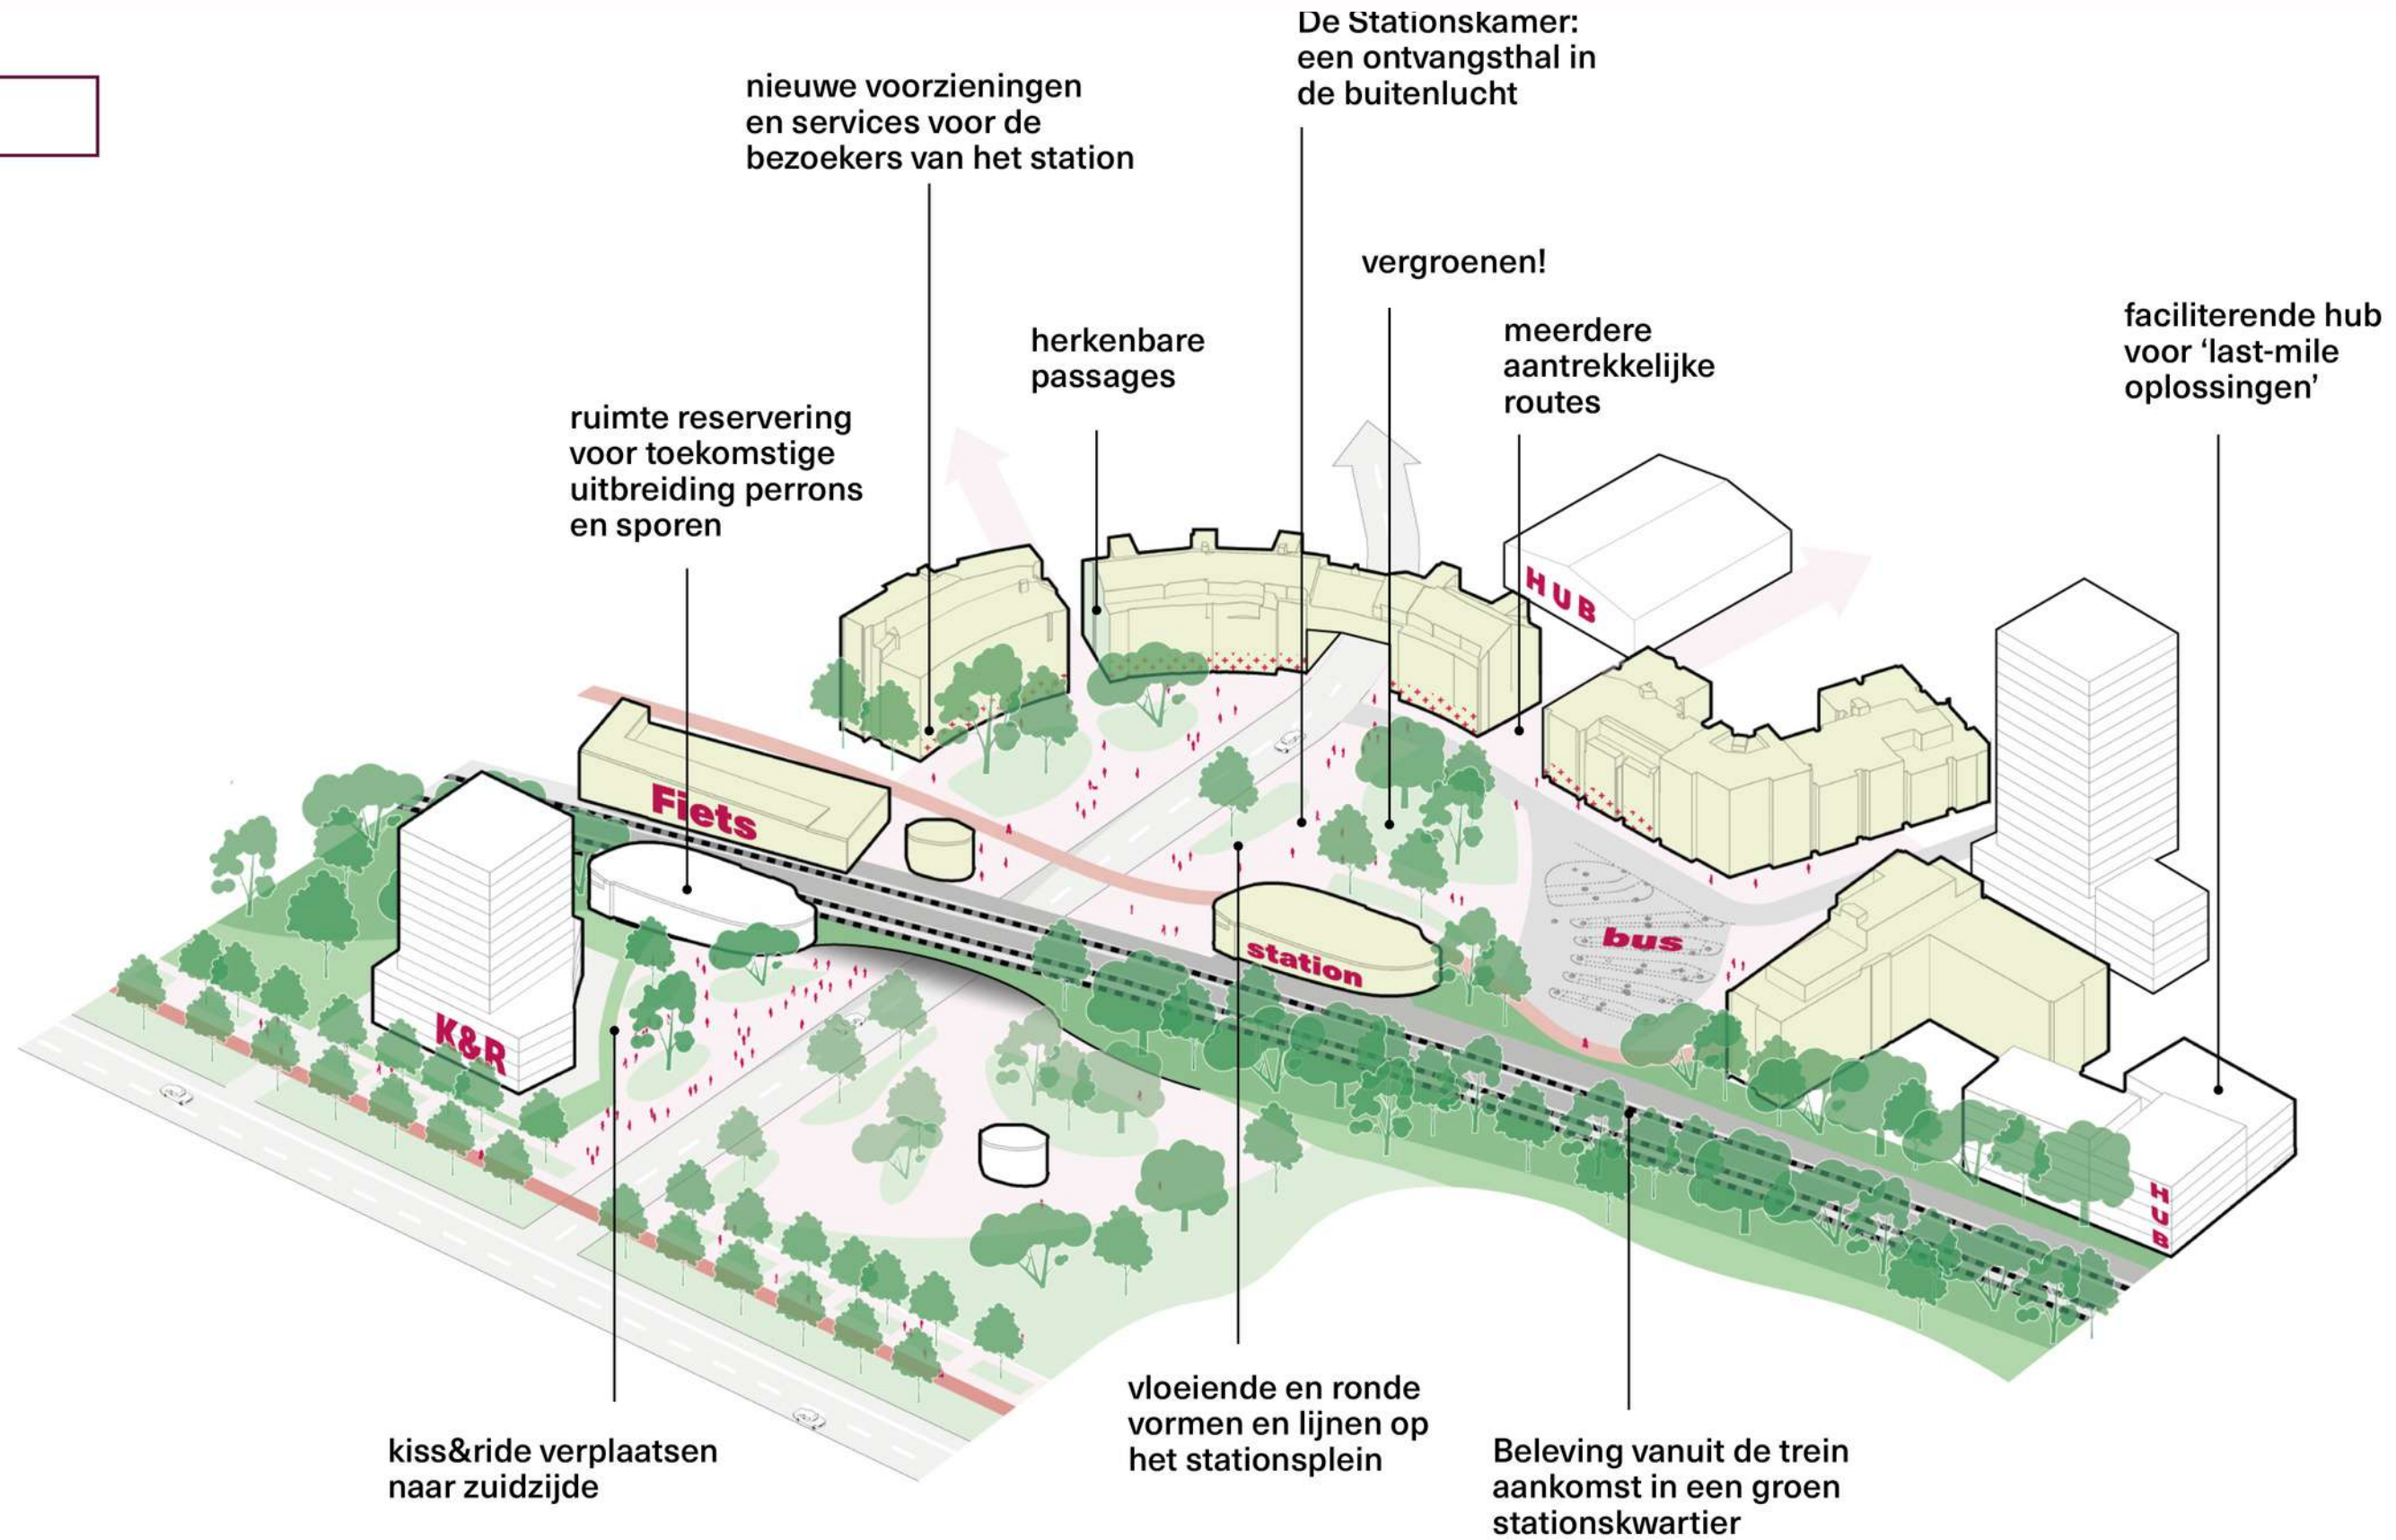 De Stationskamer:
een ontvangsthal in
de buitenlucht
nieuwe voorzieningen
en services voor de
bezoekers van het station
vergroenen!
herkenbare
passages
meerdere
aantrekkelijke
routes
faciliterende hub
voor ‘last-mile
oplossingen’
ruimte reservering
voor toekomstige
uitbreiding perrons
en sporen
HUB
Fiets
bus
station
K&R
HUB
kiss&ride verplaatsen
naar zuidzijde
vloeiende en ronde
vormen en lijnen op
het stationsplein
Beleving vanuit de trein
aankomst in een groen
stationskwartier